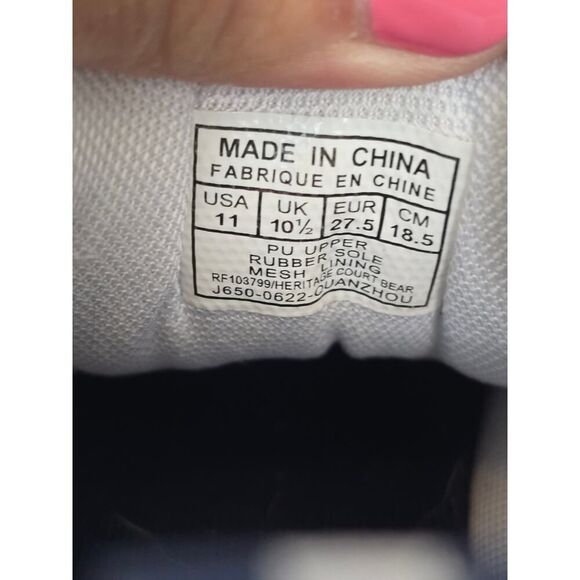 MADE IN CHINA
FABRIQUE EN CHINE
USA UK EUR CM
11 10½ 27.5 18.5
PU UPPER
RUBBER SOLE
MESH LINING
RF103799/HERITAGE COURT BEAR
J650-0622-QUANZHOU